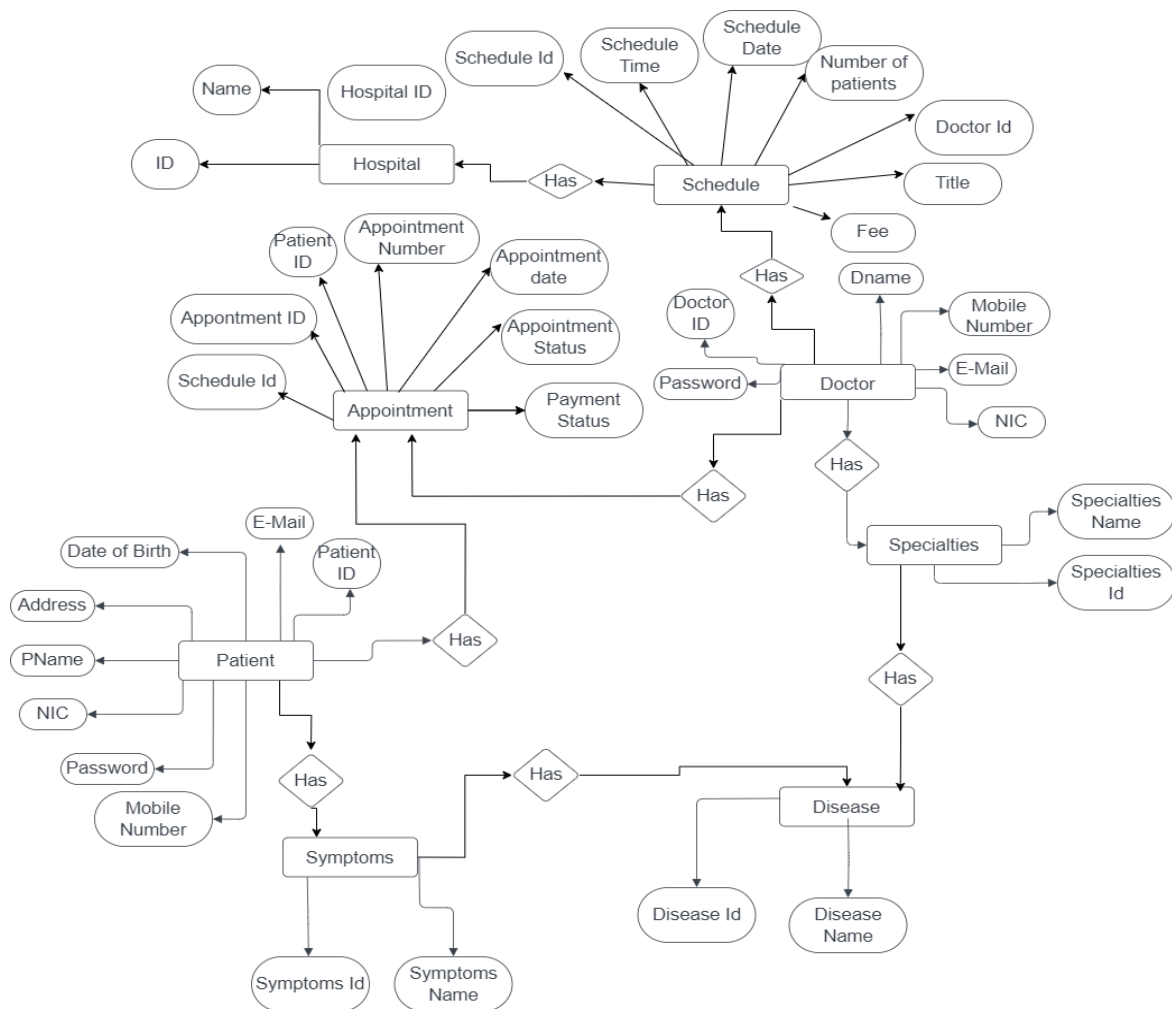 Schedule
Date
Schedule
Time
Schedule Id
Number of
patients
Name
Hospital ID
Doctor Id
ID
Hospital
Has
Schedule
Title
Fee
Appointment
Number
Patient
ID
Appointment
date
Has
Dname
Doctor
ID
Mobile
Number
Appontment ID
Appointment
Status
Schedule Id
Password
Doctor
E-Mail
Appointment
Payment
Status
NIC
Has
Has
Specialties
Name
E-Mail
Date of Birth
Patient
ID
Specialties
Specialties
Id
Address
Has
PName
Patient
Has
NIC
Password
Has
Has
Mobile
Number
Disease
Symptoms
Disease Id
Disease
Name
Symptoms Id
Symptoms
Name